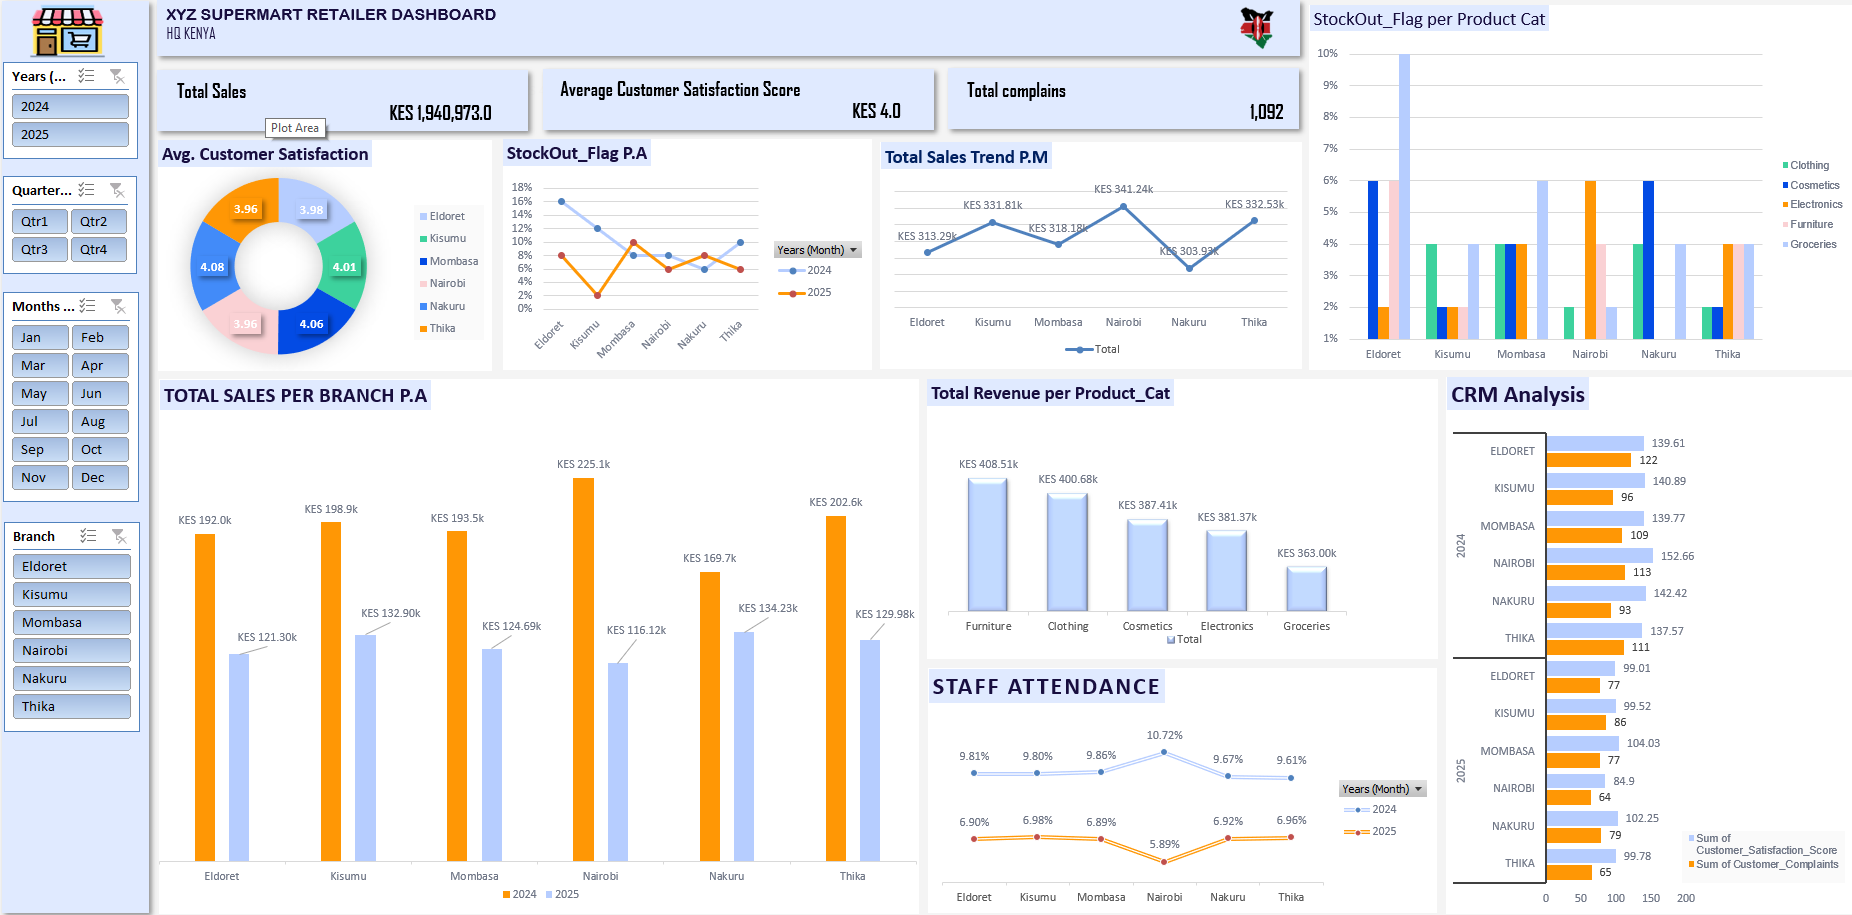 XYZ SUPERMART RETAILER DASHBOARD
HQ KENYA
Years (...
2024
2025
Quarter...
Qtr1 Qtr2
Qtr3 Qtr4
Months ...
Jan Feb
Mar Apr
May Jun
Jul Aug
Sep Oct
Nov Dec
Branch
Eldoret
Kisumu
Mombasa
Nairobi
Nakuru
Thika
Total Sales
KES 1,940,973.0
Plot Area
Average Customer Satisfaction Score
KES 4.0
Total complains
1,092
Avg. Customer Satisfaction
3.96 3.98
4.08 4.01
3.96 4.06
Eldoret
Kisumu
Mombasa
Nairobi
Nakuru
Thika
StockOut_Flag P.A
18%
16%
14%
12%
10%
8%
6%
4%
2%
0%
Eldoret Kisumu Mombasa Nairobi Nakuru Thika
Years (Month)
2024
2025
Total Sales Trend P.M
KES 313.29k KES 331.81k KES 318.18k KES 341.24k KES 303.93k KES 332.53k
Eldoret Kisumu Mombasa Nairobi Nakuru Thika
Total
StockOut_Flag per Product Cat
10%
9%
8%
7%
6%
5%
4%
3%
2%
1%
Eldoret Kisumu Mombasa Nairobi Nakuru Thika
Clothing
Cosmetics
Electronics
Furniture
Groceries
TOTAL SALES PER BRANCH P.A
KES 192.0k KES 198.9k KES 193.5k KES 225.1k KES 169.7k KES 202.6k
KES 121.30k KES 132.90k KES 124.69k KES 116.12k KES 134.23k KES 129.98k
Eldoret Kisumu Mombasa Nairobi Nakuru Thika
2024 2025
Total Revenue per Product_Cat
KES 408.51k KES 400.68k KES 387.41k KES 381.37k KES 363.00k
Furniture Clothing Cosmetics Electronics Groceries
Total
STAFF ATTENDANCE
9.81% 9.80% 9.86% 10.72% 9.67% 9.61%
6.90% 6.98% 6.89% 5.89% 6.92% 6.96%
Eldoret Kisumu Mombasa Nairobi Nakuru Thika
Years (Month)
2024
2025
CRM Analysis
2024
ELDORET 139.61
122
KISUMU 140.89
96
MOMBASA 139.77
109
NAIROBI 152.66
113
NAKURU 142.42
93
THIKA 137.57
111
2025
ELDORET 99.01
77
KISUMU 99.52
86
MOMBASA 104.03
77
NAIROBI 84.9
64
NAKURU 102.25
79
THIKA 99.78
65
0 50 100 150 200
Sum of
Customer_Satisfaction_Score
Sum of Customer_Complaints